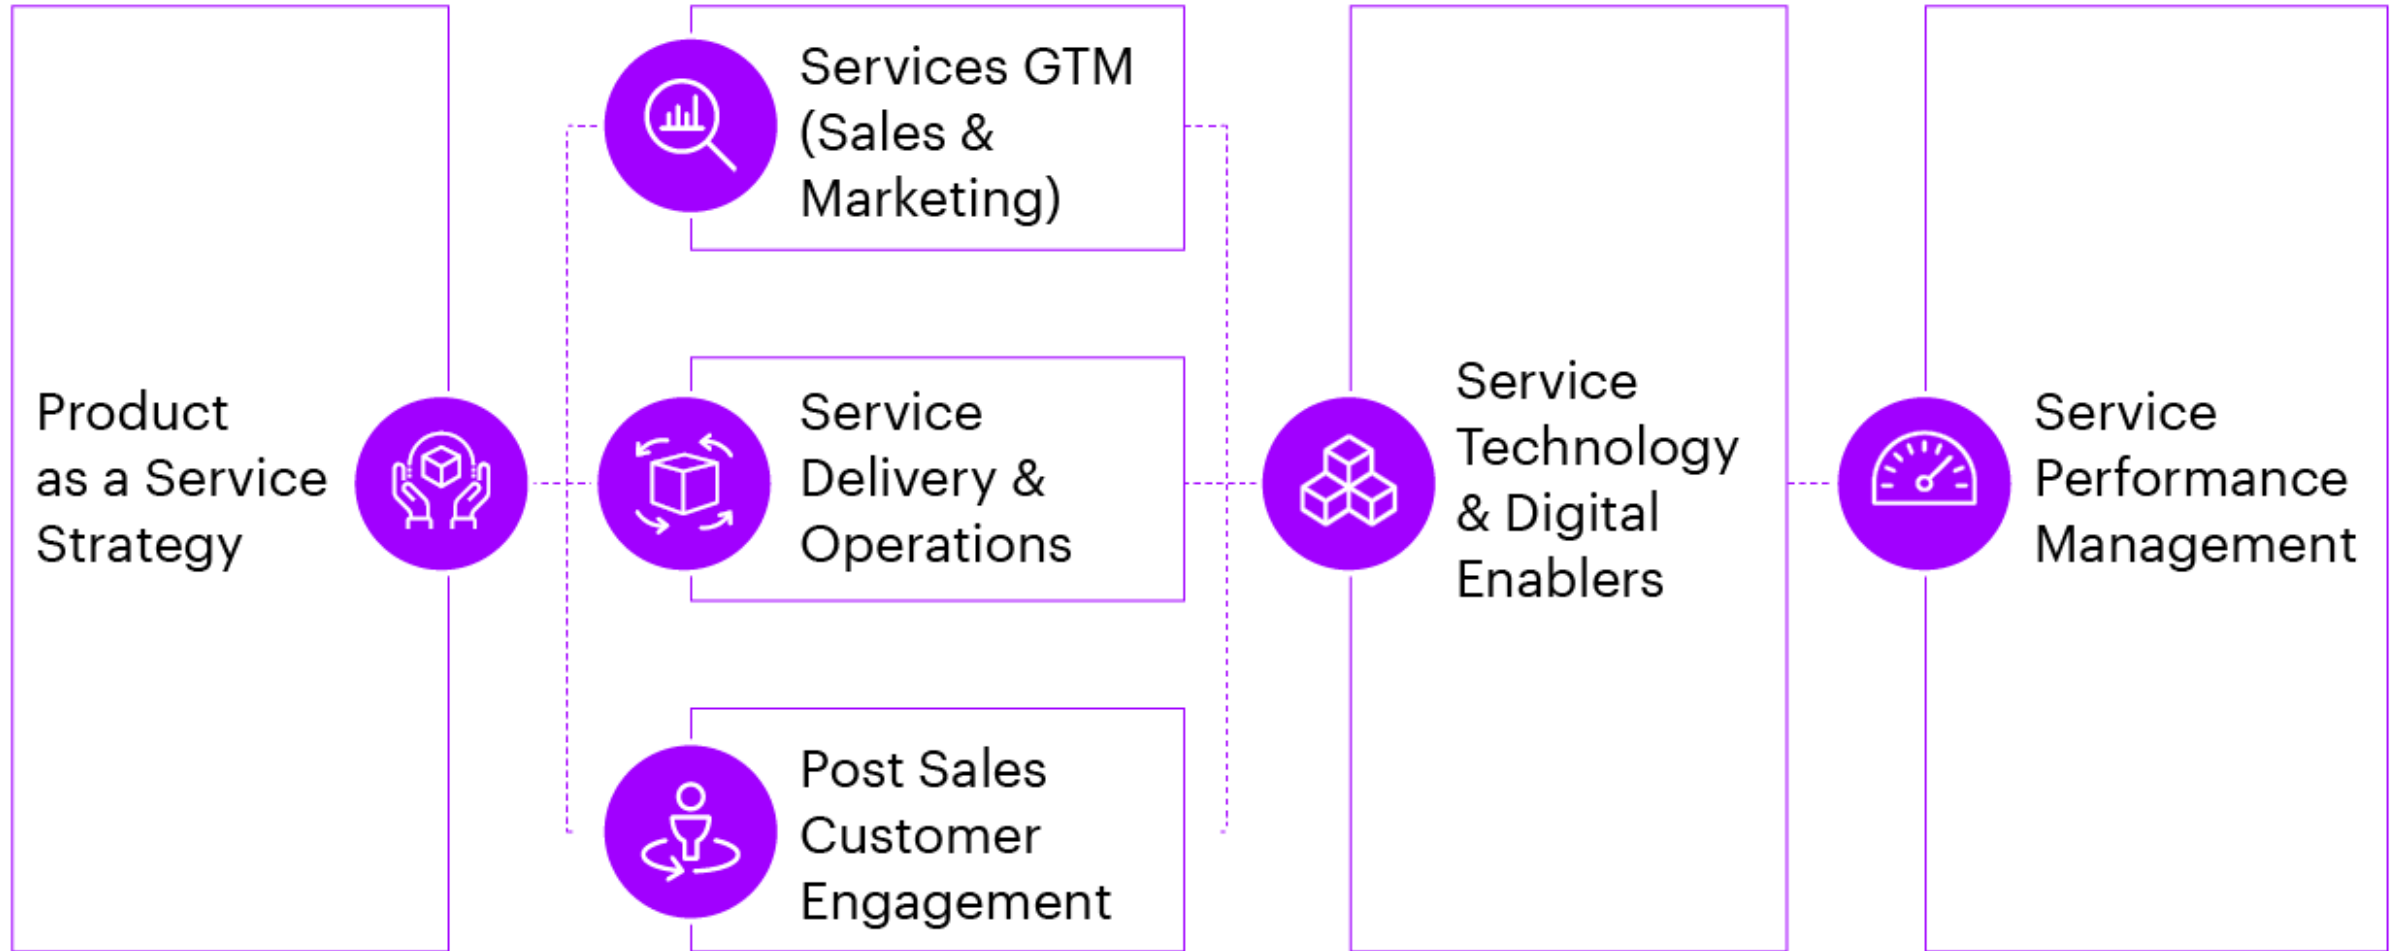 Product
as a Service
Strategy
Services GTM
(Sales &
Marketing)
Service
Delivery &
Operations
Post Sales
Customer
Engagement
Service
Technology
& Digital
Enablers
Service
Performance
Management